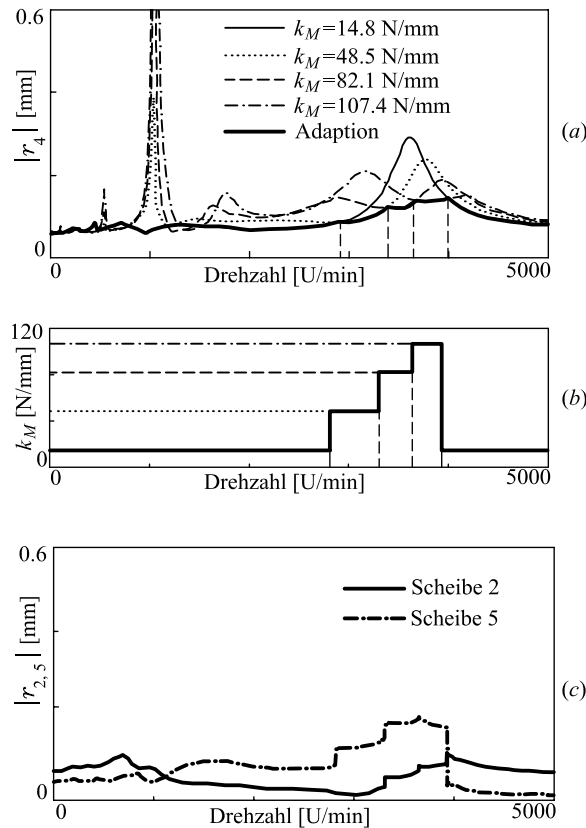 0.6
k_M=14.8 N/mm
k_M=48.5 N/mm
k_M=82.1 N/mm
k_M=107.4 N/mm
Adaption
|r_4| [mm]
(a)
0
0 Drehzahl [U/min] 5000
120
k_M [N/mm]
(b)
0
0 Drehzahl [U/min] 5000
0.6
Scheibe 2
Scheibe 5
|r_2,5| [mm]
(c)
0
0 Drehzahl [U/min] 5000